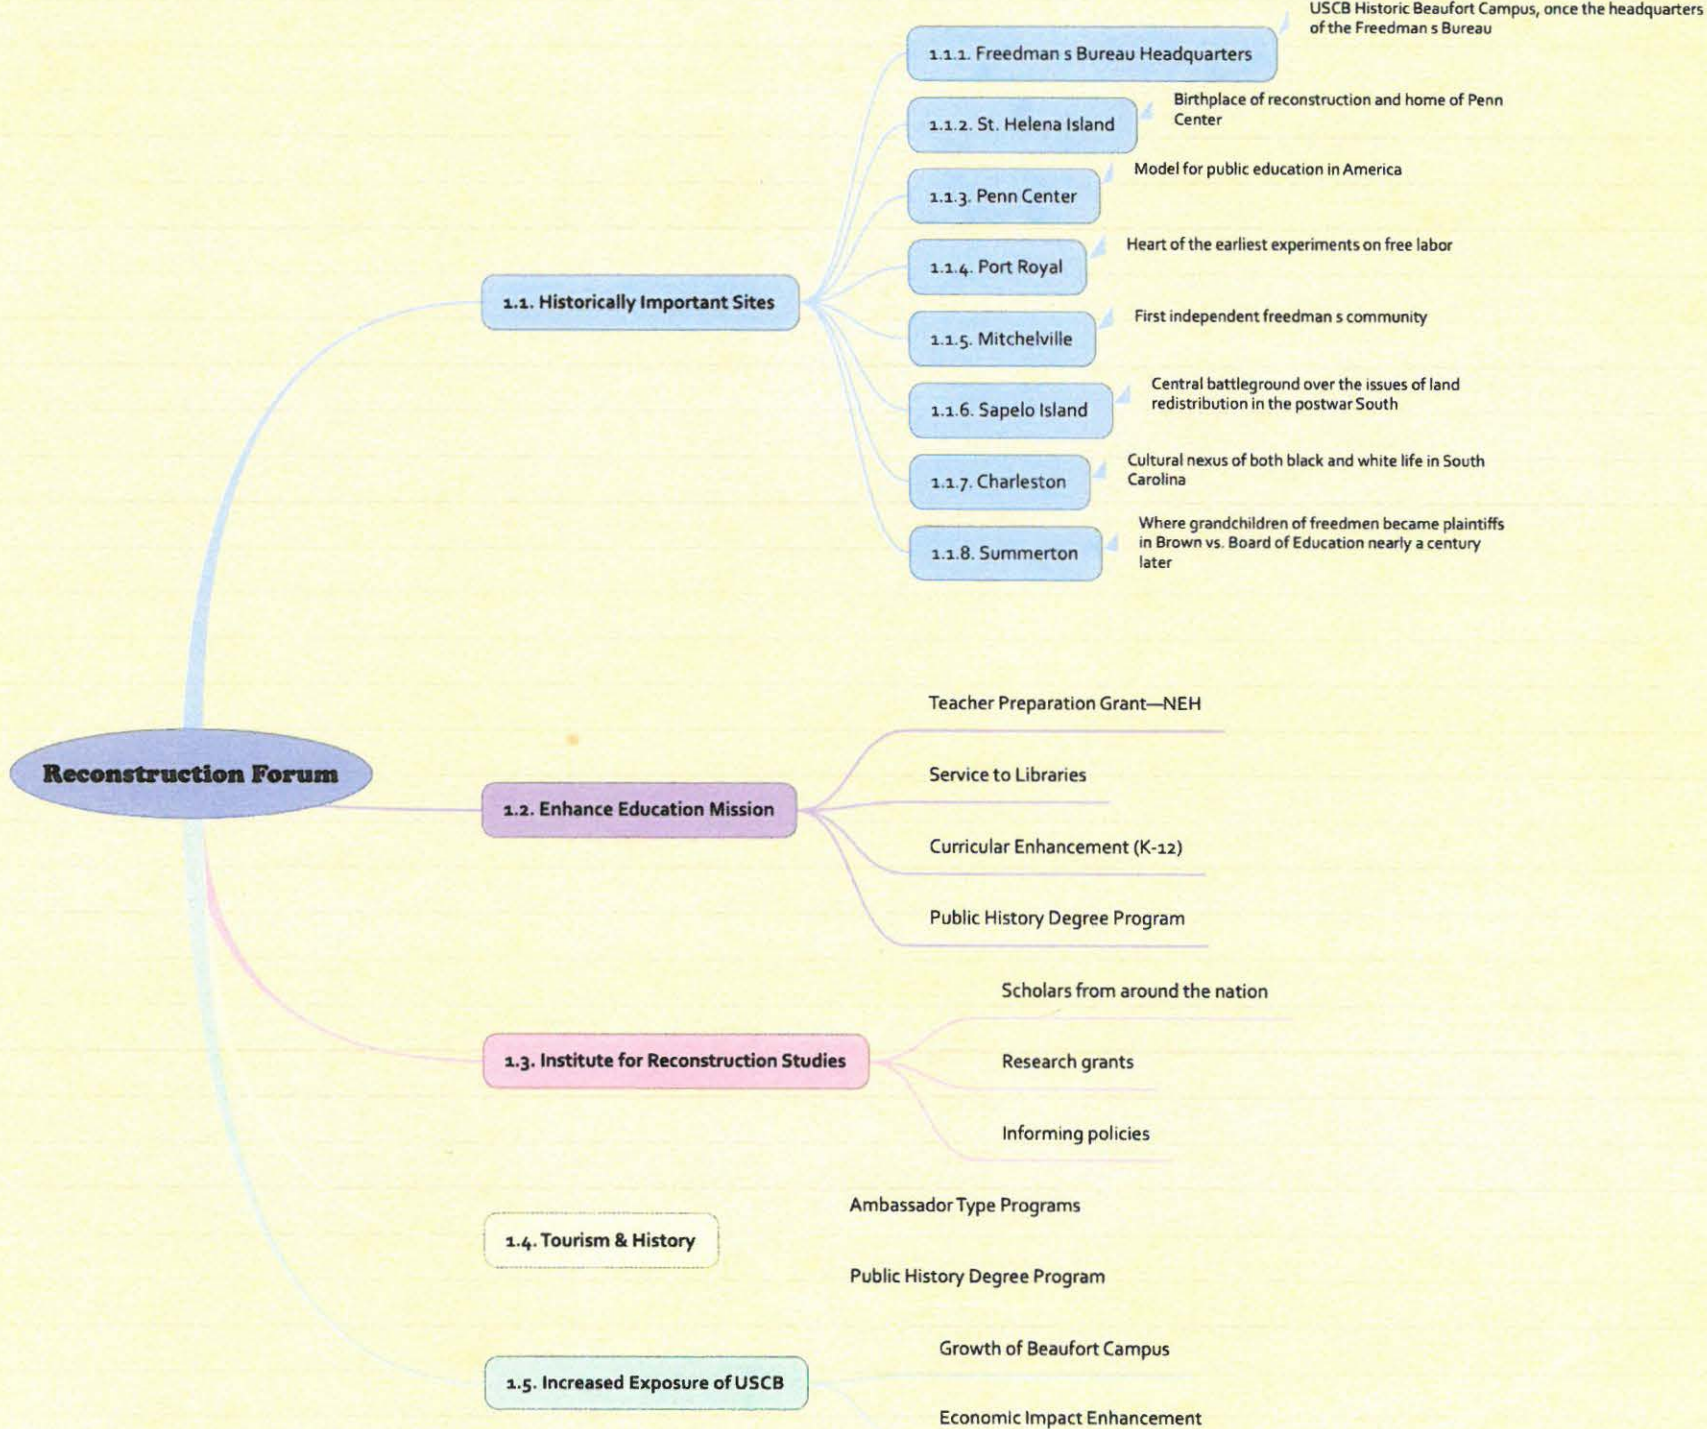 Reconstruction Forum
1.1. Historically Important Sites
1.1.1. Freedman s Bureau Headquarters
USCB Historic Beaufort Campus, once the headquarters
of the Freedman s Bureau
1.1.2. St. Helena Island
Birthplace of reconstruction and home of Penn
Center
1.1.3. Penn Center
Model for public education in America
1.1.4. Port Royal
Heart of the earliest experiments on free labor
1.1.5. Mitchelville
First independent freedman s community
1.1.6. Sapelo Island
Central battleground over the issues of land
redistribution in the postwar South
1.1.7. Charleston
Cultural nexus of both black and white life in South
Carolina
1.1.8. Summerton
Where grandchildren of freedmen became plaintiffs
in Brown vs. Board of Education nearly a century
later
1.2. Enhance Education Mission
Teacher Preparation Grant—NEH
Service to Libraries
Curricular Enhancement (K-12)
Public History Degree Program
1.3. Institute for Reconstruction Studies
Scholars from around the nation
Research grants
Informing policies
1.4. Tourism & History
Ambassador Type Programs
Public History Degree Program
1.5. Increased Exposure of USCB
Growth of Beaufort Campus
Economic Impact Enhancement